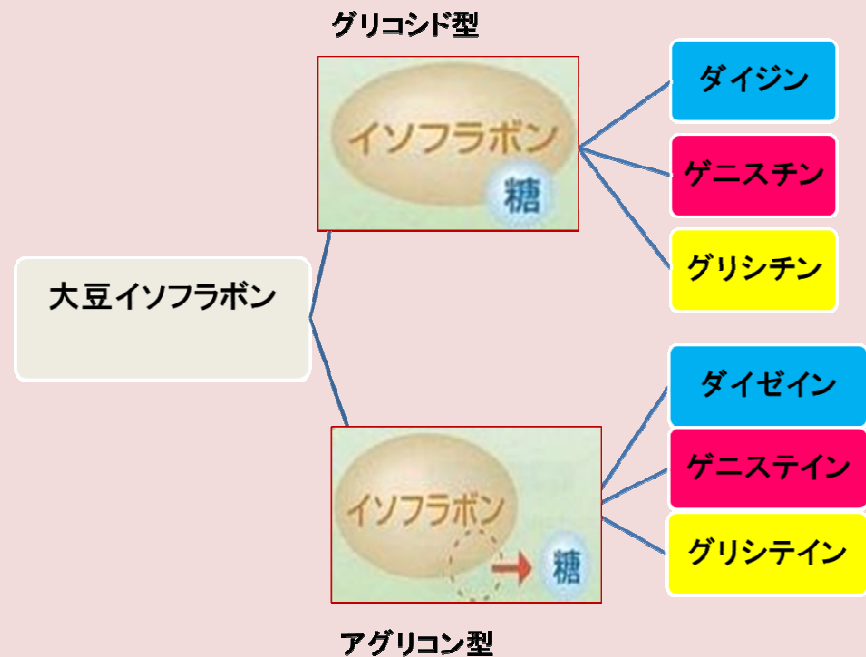 グリコシド型
イソフラボン
糖
ダイジン
ゲニスチン
グリシチン
大豆イソフラボン
ダイゼイン
ゲニステイン
グリシテイン
イソフラボン
糖
アグリコン型